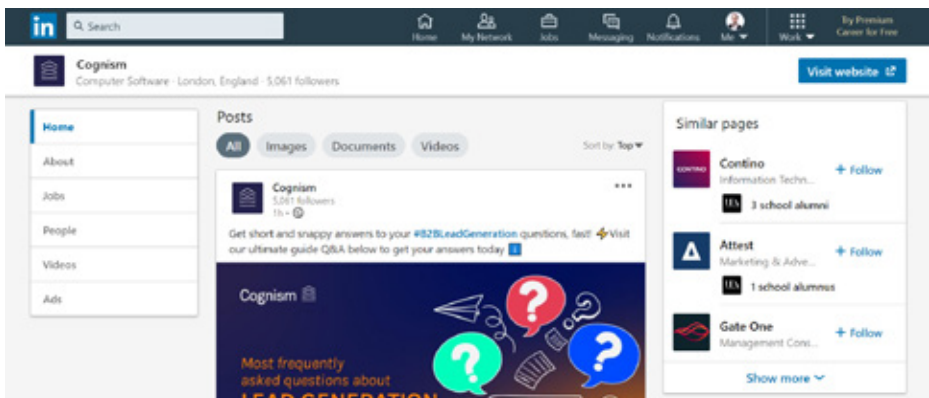 in Search
Home My Network Jobs Messaging Notifications Me Work Try Premium
Career for Free
Cognism
Computer Software · London, England · 5,061 followers
Visit website
Home
About
Jobs
People
Videos
Ads
Posts
All Images Documents Videos
Sort by: Top
Cognism
5,061 followers
1h •
Get short and snappy answers to your #B2BLeadGeneration questions, fast! Visit
our ultimate guide Q&A below to get your answers today
Cognism
Most frequently
asked questions about
LEAD GENERATION
Similar pages
CONTINO
Contino
Information Techn...
+ Follow
3 school alumni
Attest
Marketing & Adve...
+ Follow
1 school alumnus
Gate One
Management Cons...
+ Follow
Show more